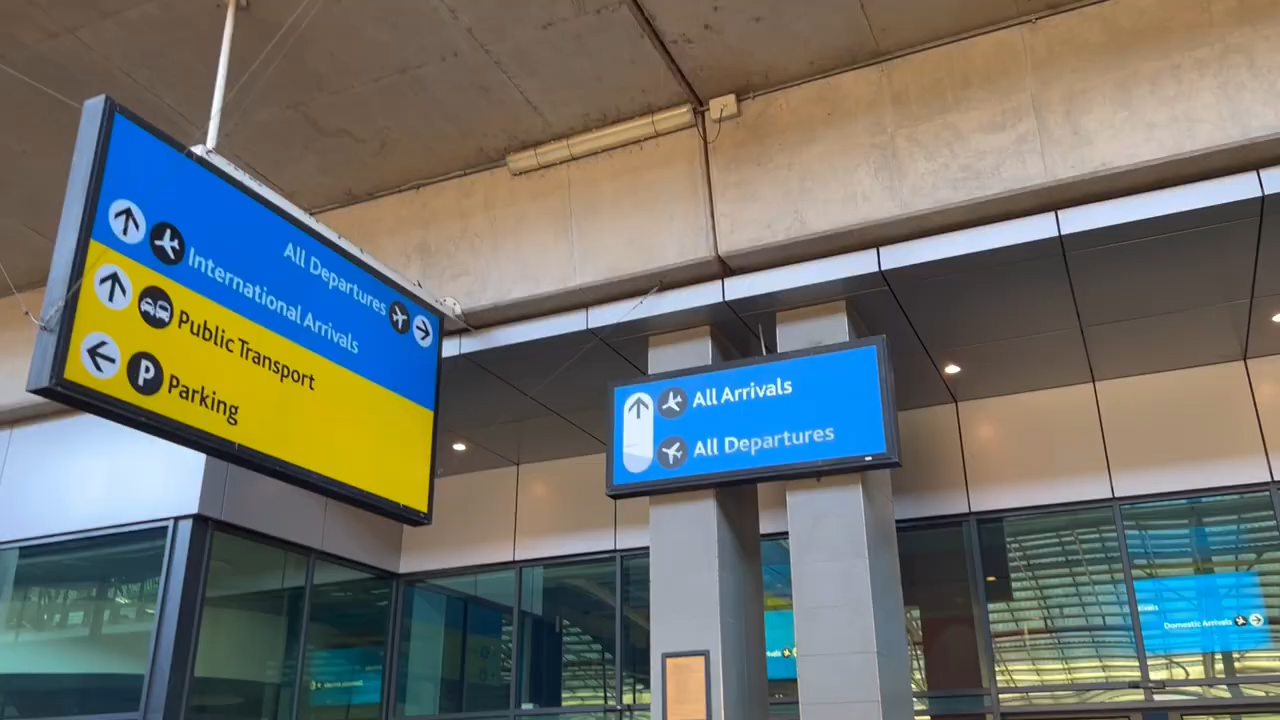 All Departures
International Arrivals
Public Transport
P Parking
All Arrivals
All Departures
Domestic Arrivals